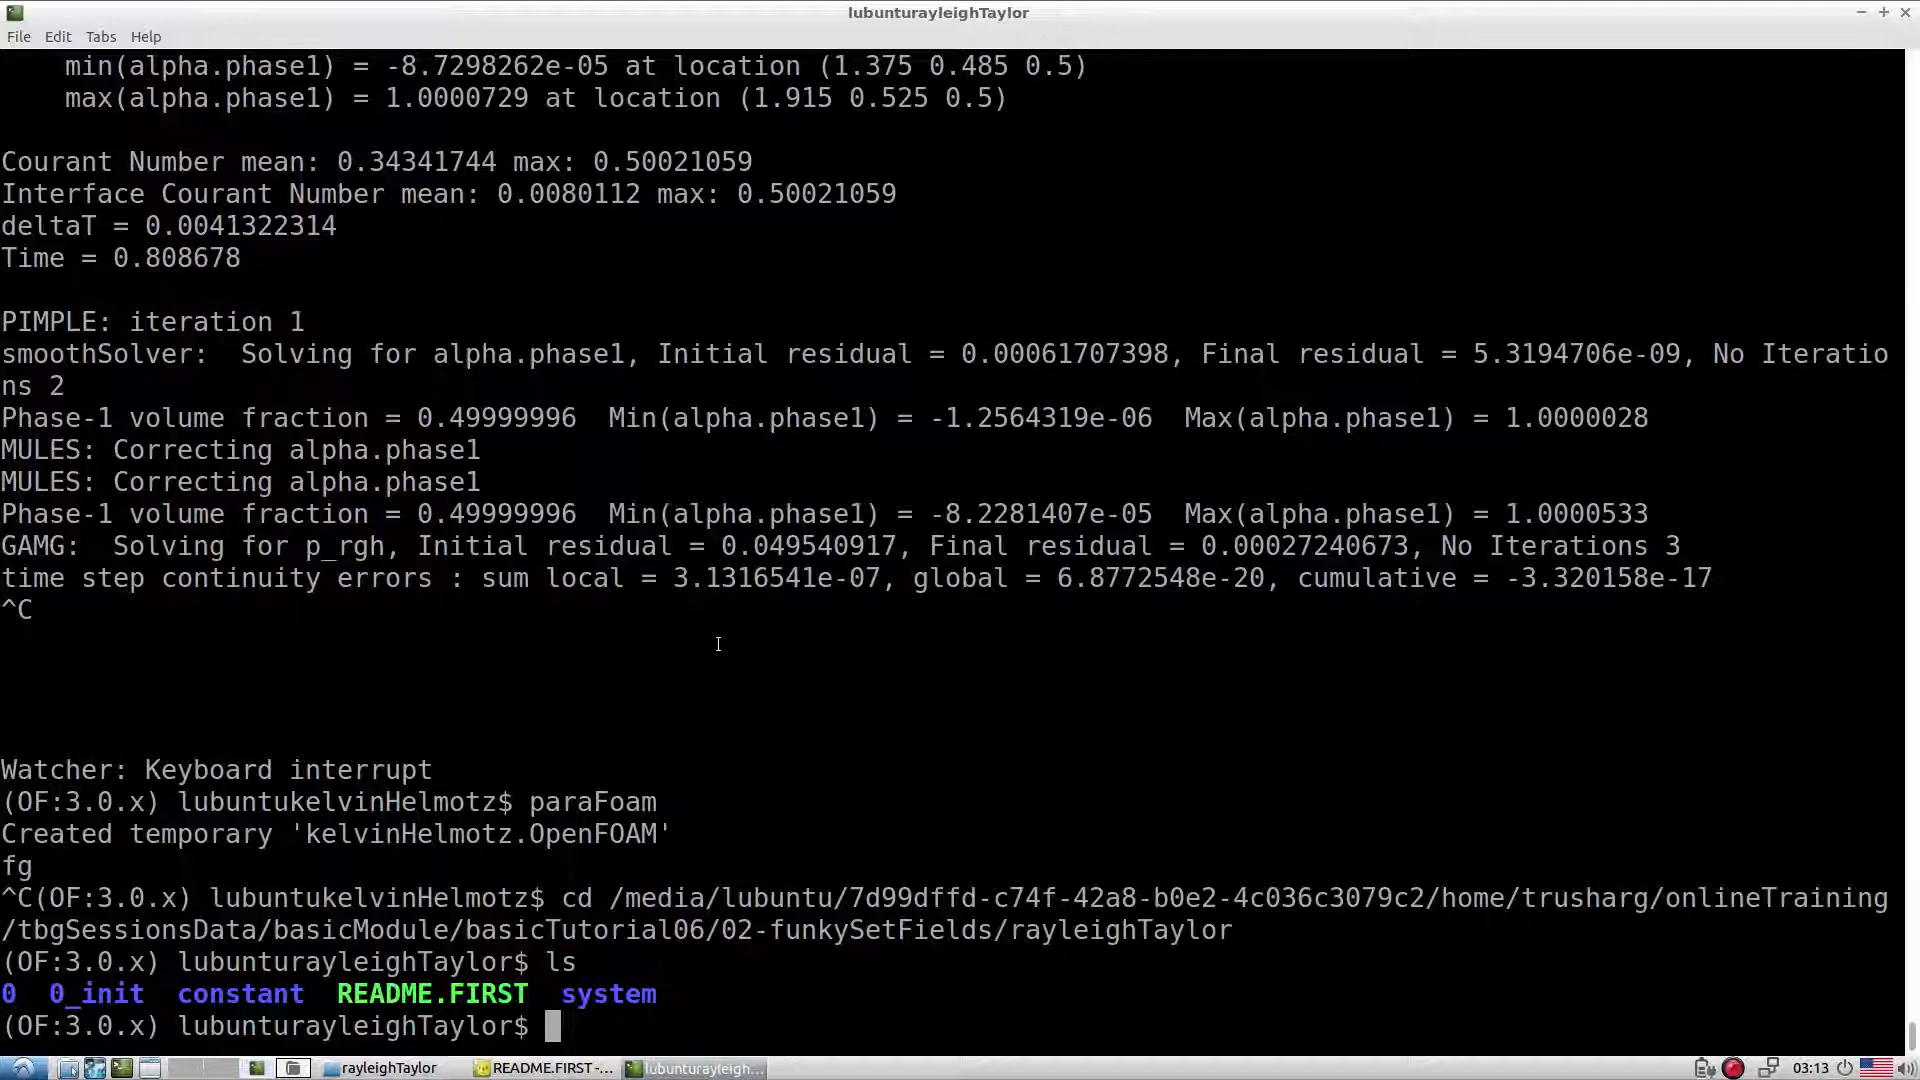 lubunturayleighTaylor
File Edit Tabs Help
min(alpha.phase1) = -8.7298262e-05 at location (1.375 0.485 0.5)
max(alpha.phase1) = 1.0000729 at location (1.915 0.525 0.5)
Courant Number mean: 0.34341744 max: 0.50021059
Interface Courant Number mean: 0.0080112 max: 0.50021059
deltaT = 0.0041322314
Time = 0.808678
PIMPLE: iteration 1
smoothSolver:  Solving for alpha.phase1, Initial residual = 0.00061707398, Final residual = 5.3194706e-09, No Iteratio
ns 2
Phase-1 volume fraction = 0.49999996  Min(alpha.phase1) = -1.2564319e-06  Max(alpha.phase1) = 1.0000028
MULES: Correcting alpha.phase1
MULES: Correcting alpha.phase1
Phase-1 volume fraction = 0.49999996  Min(alpha.phase1) = -8.2281407e-05  Max(alpha.phase1) = 1.0000533
GAMG:  Solving for p_rgh, Initial residual = 0.049540917, Final residual = 0.00027240673, No Iterations 3
time step continuity errors : sum local = 3.1316541e-07, global = 6.8772548e-20, cumulative = -3.320158e-17
^C
Watcher: Keyboard interrupt
(OF:3.0.x) lubuntukelvinHelmotz$ paraFoam
Created temporary 'kelvinHelmotz.OpenFOAM'
fg
^C(OF:3.0.x) lubuntukelvinHelmotz$ cd /media/lubuntu/7d99dffd-c74f-42a8-b0e2-4c036c3079c2/home/trusharg/onlineTraining
/tbgSessionsData/basicModule/basicTutorial06/02-funkySetFields/rayleighTaylor
(OF:3.0.x) lubunturayleighTaylor$ ls
0  0_init  constant  README.FIRST  system
(OF:3.0.x) lubunturayleighTaylor$
rayleighTaylor README.FIRST -... lubunturayleigh... 03:13